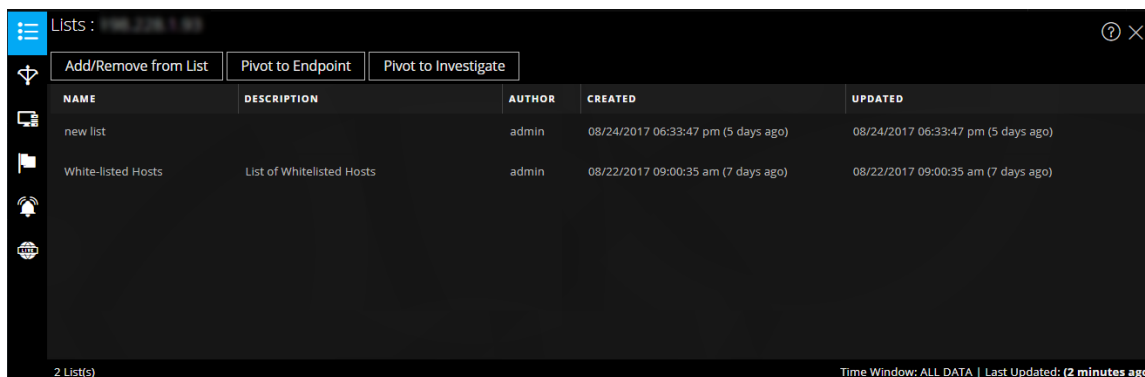 Lists :
Add/Remove from List Pivot to Endpoint Pivot to Investigate
NAME DESCRIPTION AUTHOR CREATED UPDATED
new list admin 08/24/2017 06:33:47 pm (5 days ago) 08/24/2017 06:33:47 pm (5 days ago)
White-listed Hosts List of Whitelisted Hosts admin 08/22/2017 09:00:35 am (7 days ago) 08/22/2017 09:00:35 am (7 days ago)
LIVE
2 List(s) Time Window: ALL DATA | Last Updated: (2 minutes ago